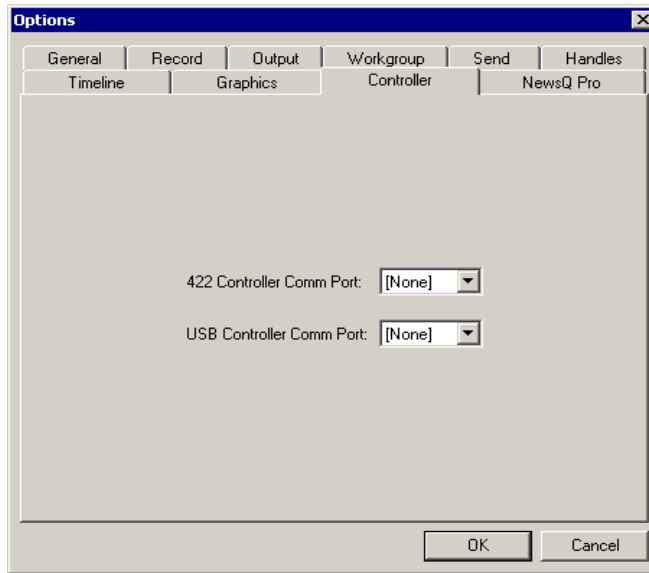 Options
General Record Output Workgroup Send Handles
Timeline Graphics Controller NewsQ Pro
422 Controller Comm Port: [None]
USB Controller Comm Port: [None]
OK Cancel